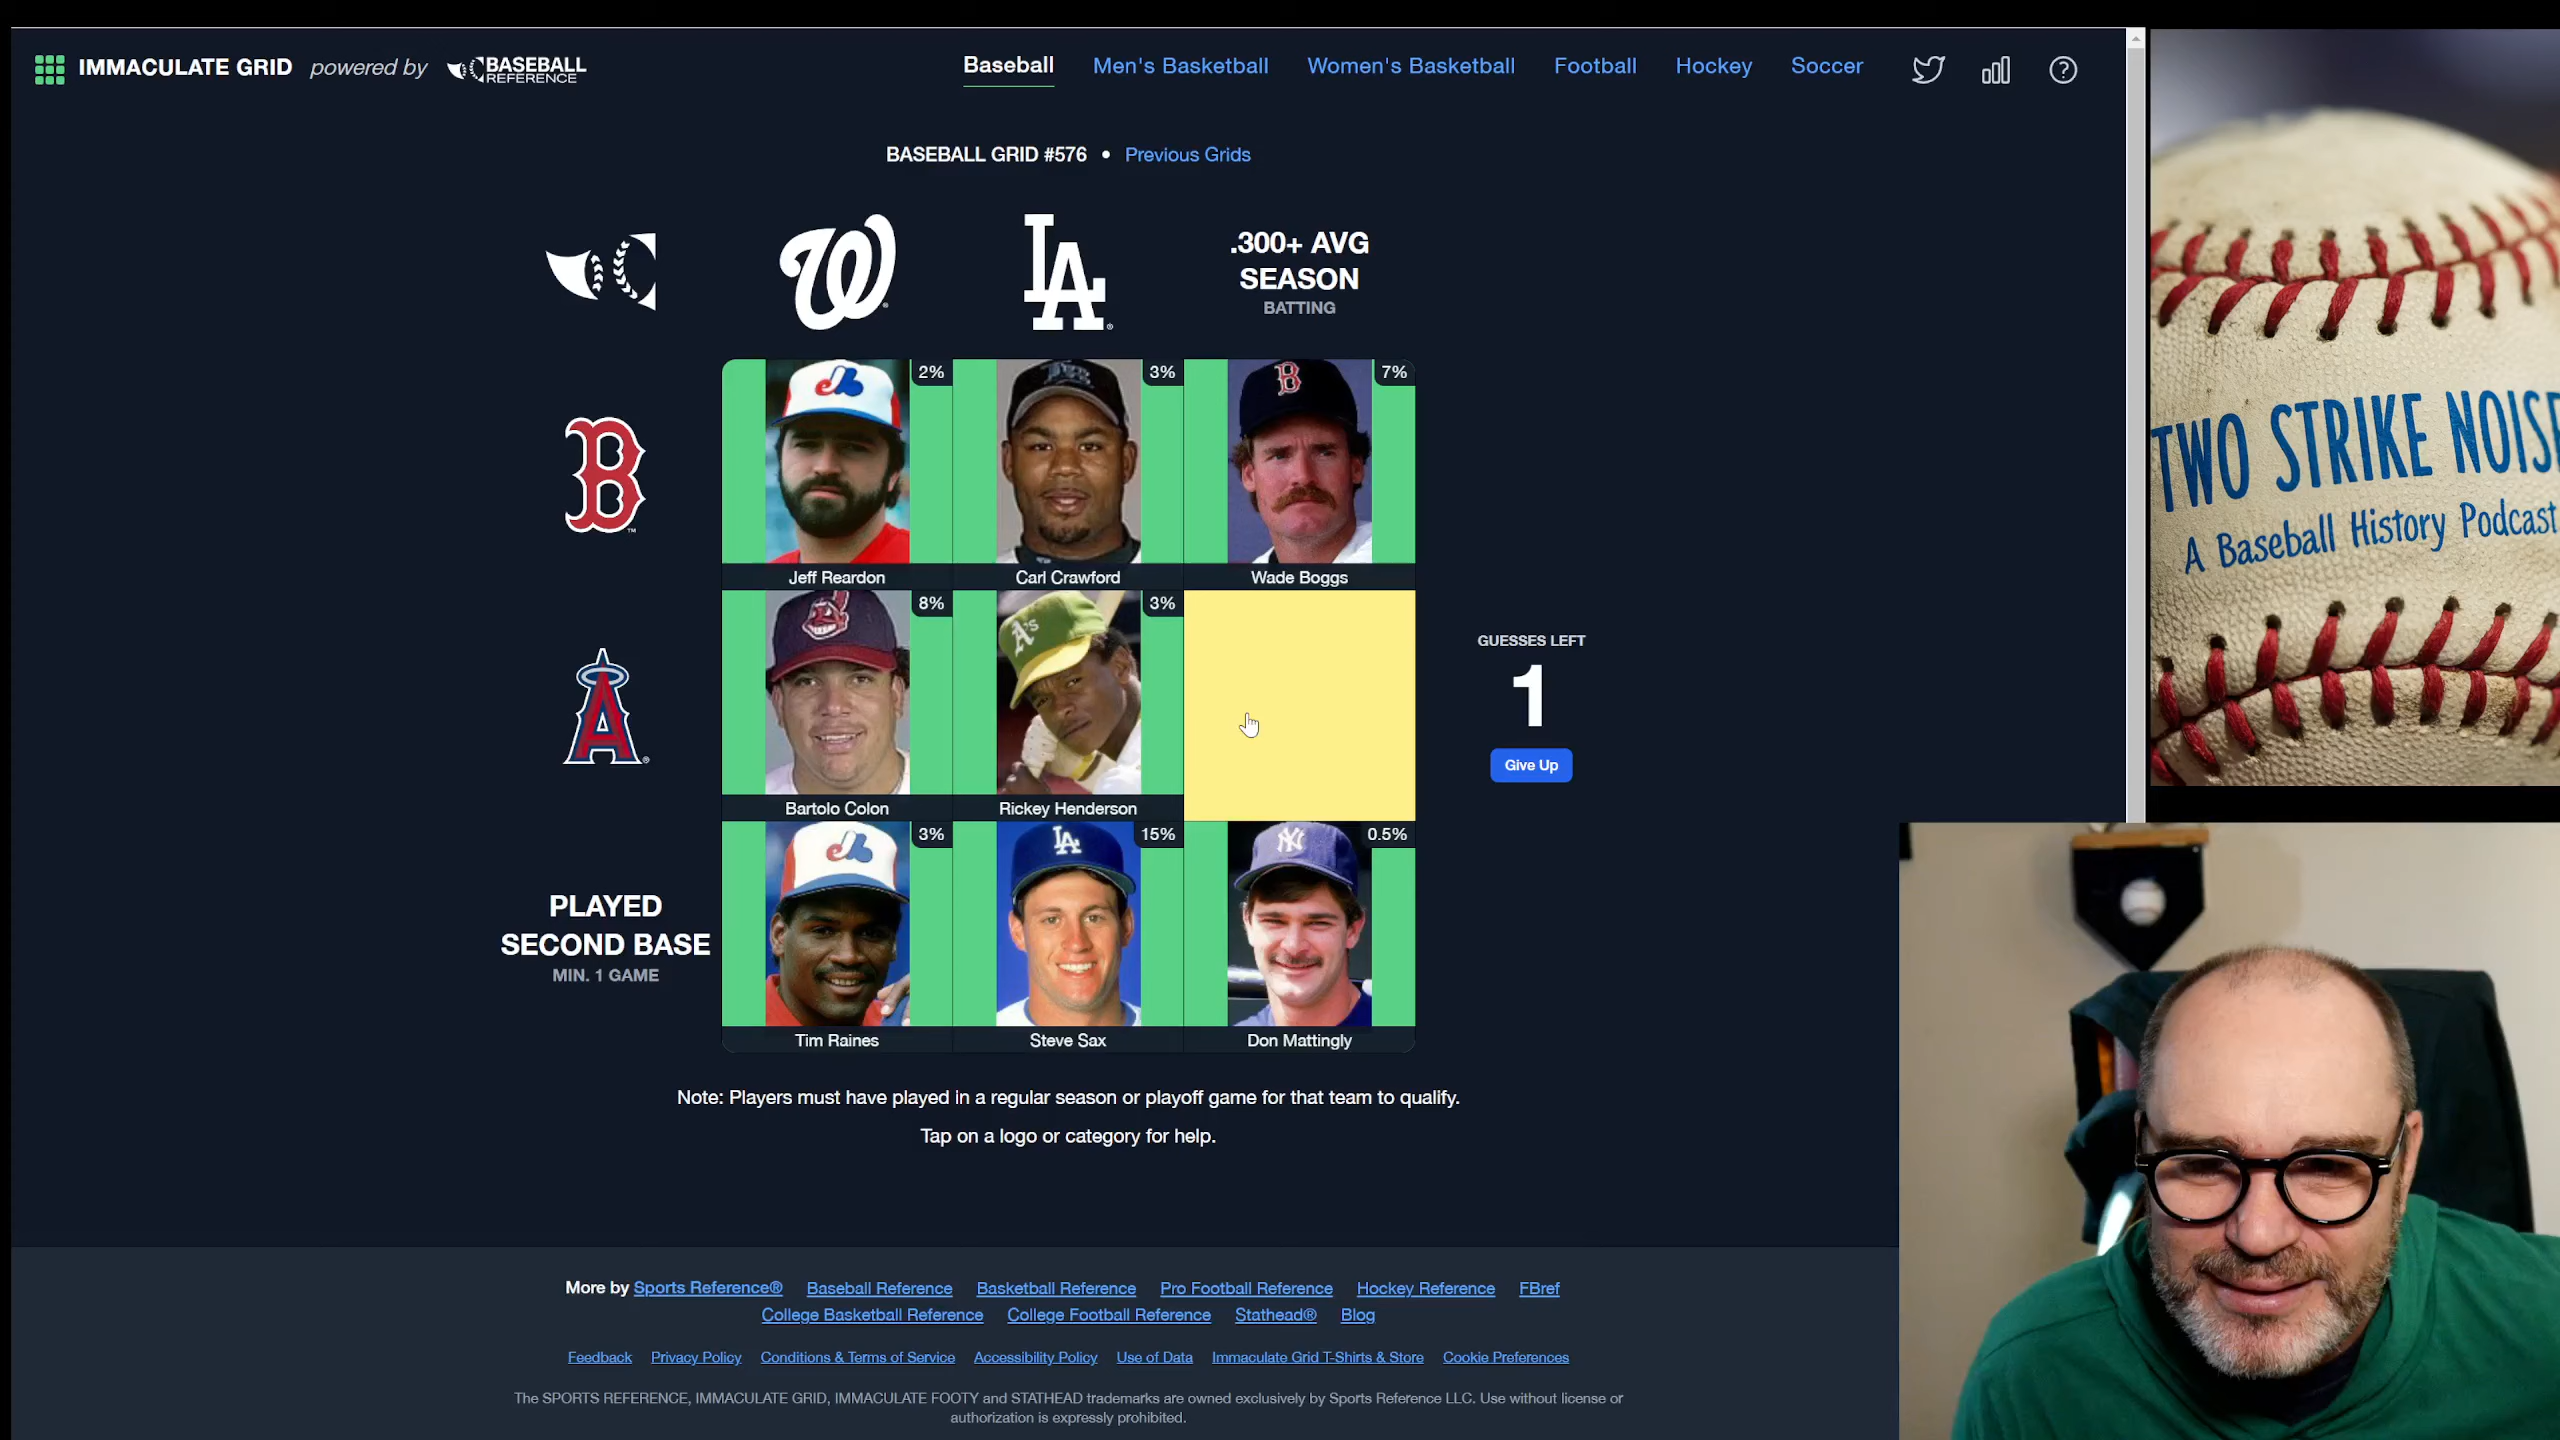 IMMACULATE GRID powered by BASEBALL REFERENCE
Baseball Men's Basketball Women's Basketball Football Hockey Soccer
BASEBALL GRID #576 • Previous Grids
W LA .300+ AVG
SEASON
BATTING
B
2% 3% 7%
Jeff Reardon Carl Crawford Wade Boggs
A
8% 3%
Bartolo Colon Rickey Henderson
GUESSES LEFT
1
Give Up
PLAYED
SECOND BASE
MIN. 1 GAME
3% 15% 0.5%
Tim Raines Steve Sax Don Mattingly
Note: Players must have played in a regular season or playoff game for that team to qualify.
Tap on a logo or category for help.
More by Sports Reference® Baseball Reference Basketball Reference Pro Football Reference Hockey Reference FBref
College Basketball Reference College Football Reference Stathead® Blog
Feedback Privacy Policy Conditions & Terms of Service Accessibility Policy Use of Data Immaculate Grid T-Shirts & Store Cookie Preferences
The SPORTS REFERENCE, IMMACULATE GRID, IMMACULATE FOOTY and STATHEAD trademarks are owned exclusively by Sports Reference LLC. Use without license or
authorization is expressly prohibited.
TWO STRIKE NOISE
A Baseball History Podcast